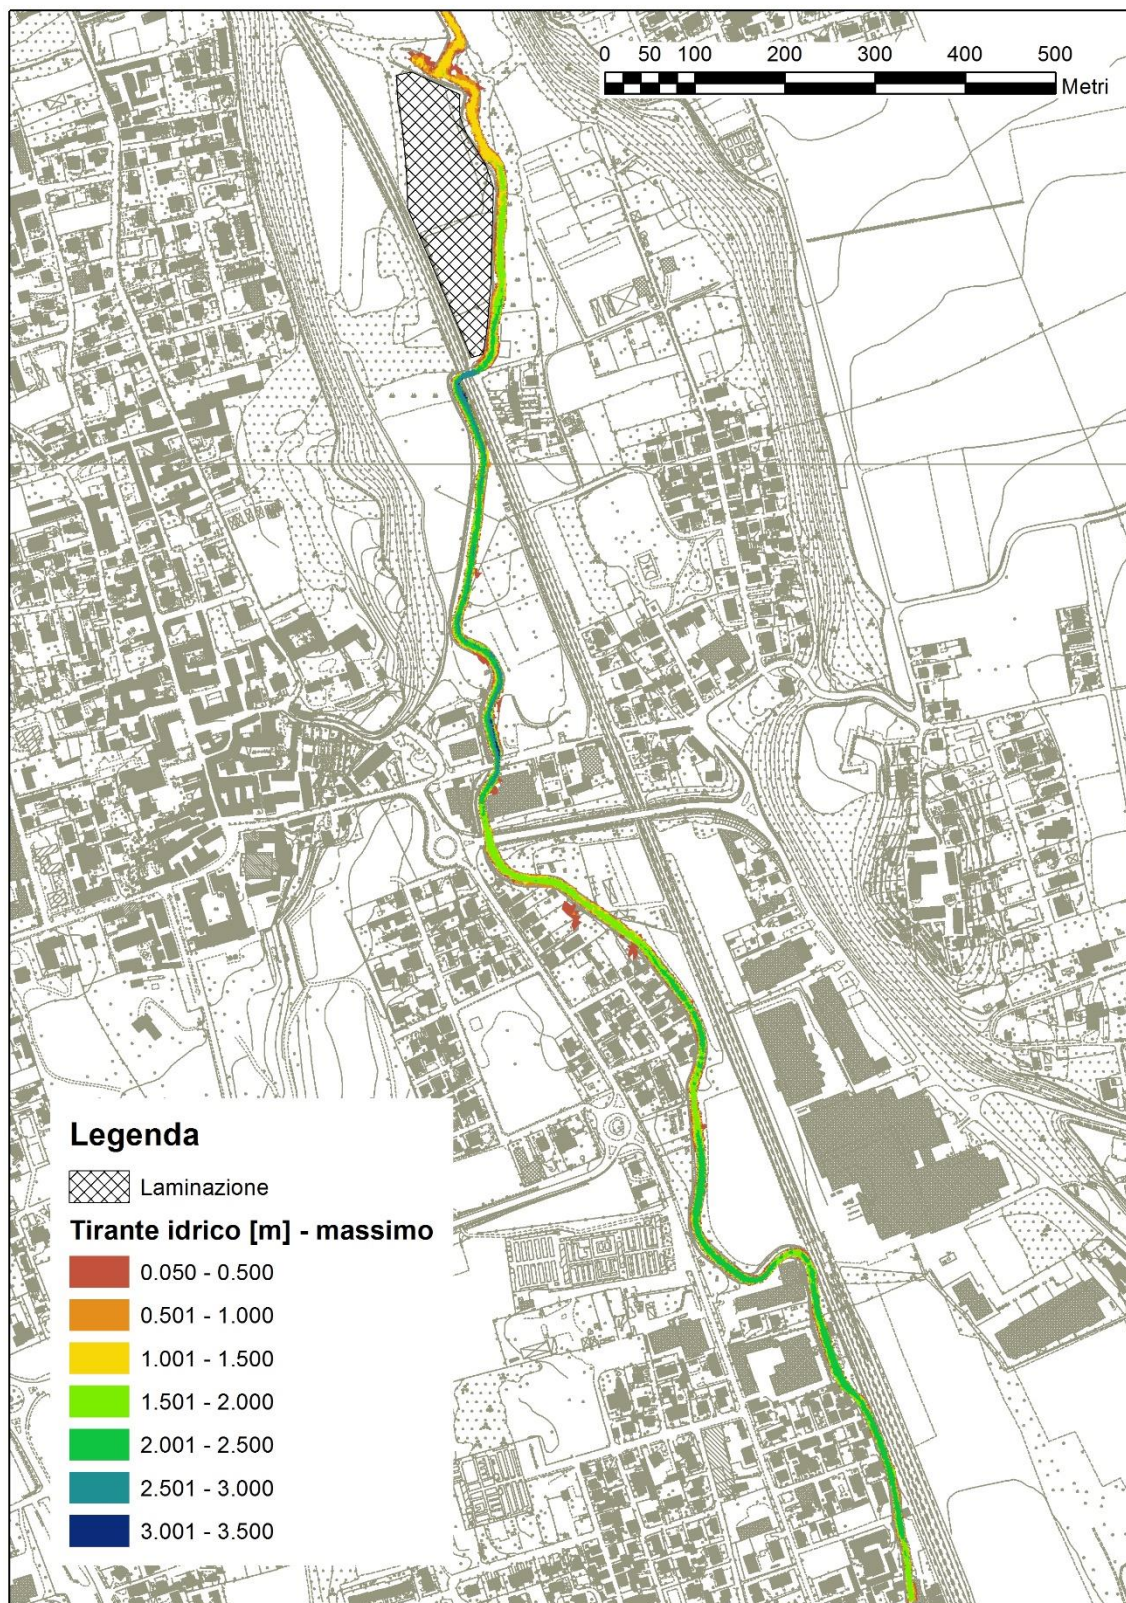 0 50 100 200 300 400 500
Metri
Legenda
Laminazione
Tirante idrico [m] - massimo
0.050 - 0.500
0.501 - 1.000
1.001 - 1.500
1.501 - 2.000
2.001 - 2.500
2.501 - 3.000
3.001 - 3.500